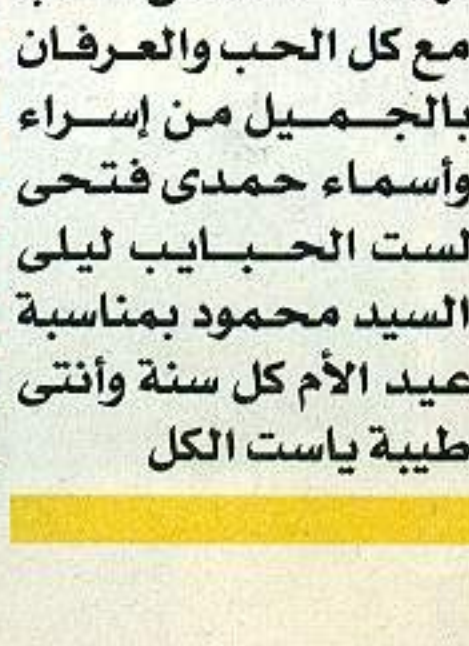 مع كل الحب والعرفان
بالجميل من إسراء
وأسماء حمدى فتحى
لست الحبايب ليلى
السيد محمود بمناسبة
عيد الأم كل سنة وأنتى
طيبة ياست الكل